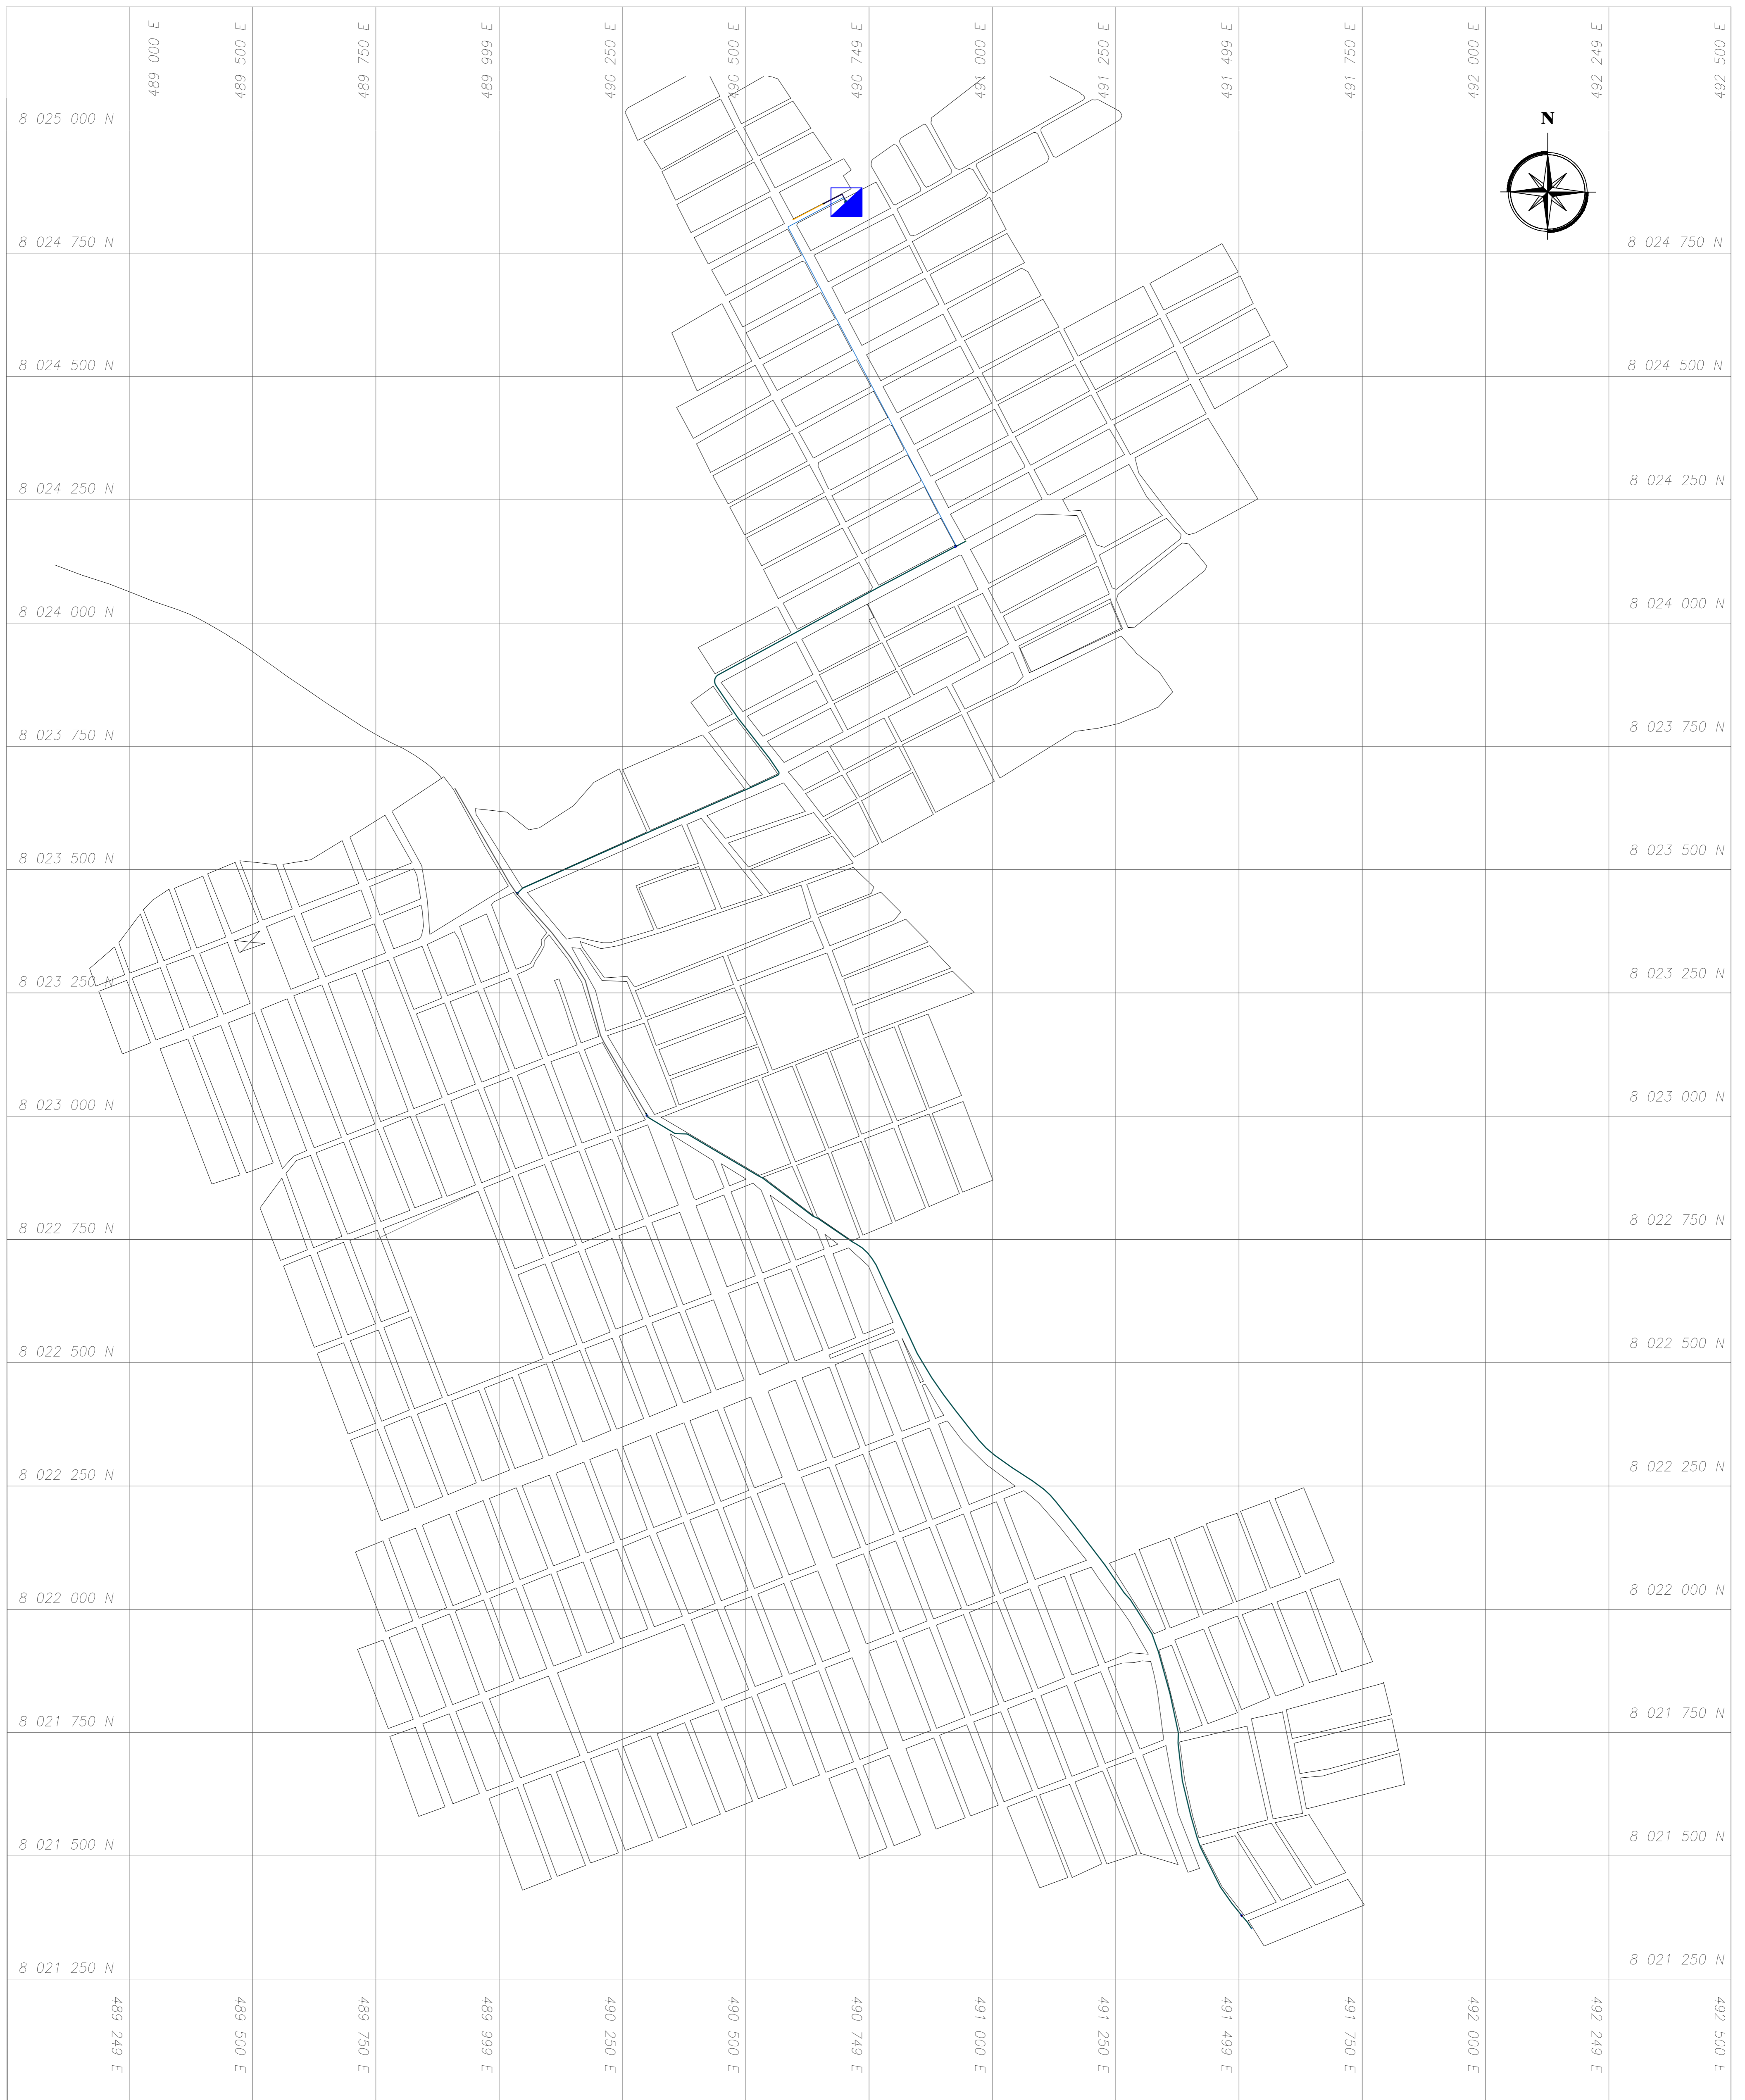 489 000 E
489 500 E
489 750 E
489 999 E
490 250 E
490 500 E
490 749 E
491 000 E
491 250 E
491 499 E
491 750 E
492 000 E
492 249 E
492 500 E
N
8 025 000 N
8 024 750 N
8 024 750 N
8 024 500 N
8 024 500 N
8 024 250 N
8 024 250 N
8 024 000 N
8 024 000 N
8 023 750 N
8 023 750 N
8 023 500 N
8 023 500 N
8 023 250 N
8 023 250 N
8 023 000 N
8 023 000 N
8 022 750 N
8 022 750 N
8 022 500 N
8 022 500 N
8 022 250 N
8 022 250 N
8 022 000 N
8 022 000 N
8 021 750 N
8 021 750 N
8 021 500 N
8 021 500 N
8 021 250 N
8 021 250 N
489 249 E
489 500 E
489 750 E
489 999 E
490 250 E
490 500 E
490 749 E
491 000 E
491 250 E
491 499 E
491 750 E
492 000 E
492 249 E
492 500 E